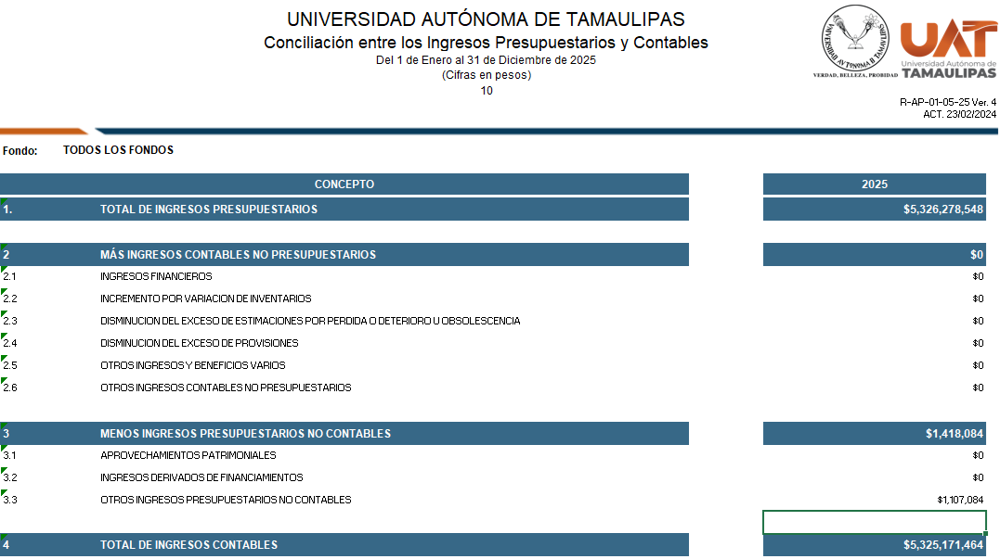 UNIVERSIDAD AUTÓNOMA DE TAMAULIPAS
Conciliación entre los Ingresos Presupuestarios y Contables
Del 1 de Enero al 31 de Diciembre de 2025
(Cifras en pesos)
10
UNIVERSIDAD AUTÓNOMA DE TAMAULIPAS
VERDAD, BELLEZA, PROBIDAD
UAT
Universidad Autónoma de
TAMAULIPAS
R-AP-01-05-25 Ver. 4
ACT. 23/02/2024
Fondo: TODOS LOS FONDOS
CONCEPTO 2025
1. TOTAL DE INGRESOS PRESUPUESTARIOS $5,326,278,548
2 MÁS INGRESOS CONTABLES NO PRESUPUESTARIOS $0
2.1 INGRESOS FINANCIEROS $0
2.2 INCREMENTO POR VARIACION DE INVENTARIOS $0
2.3 DISMINUCION DEL EXCESO DE ESTIMACIONES POR PERDIDA O DETERIORO U OBSOLESCENCIA $0
2.4 DISMINUCION DEL EXCESO DE PROVISIONES $0
2.5 OTROS INGRESOS Y BENEFICIOS VARIOS $0
2.6 OTROS INGRESOS CONTABLES NO PRESUPUESTARIOS $0
3 MENOS INGRESOS PRESUPUESTARIOS NO CONTABLES $1,418,084
3.1 APROVECHAMIENTOS PATRIMONIALES $0
3.2 INGRESOS DERIVADOS DE FINANCIAMIENTOS $0
3.3 OTROS INGRESOS PRESUPUESTARIOS NO CONTABLES $1,107,084
4 TOTAL DE INGRESOS CONTABLES $5,325,171,464